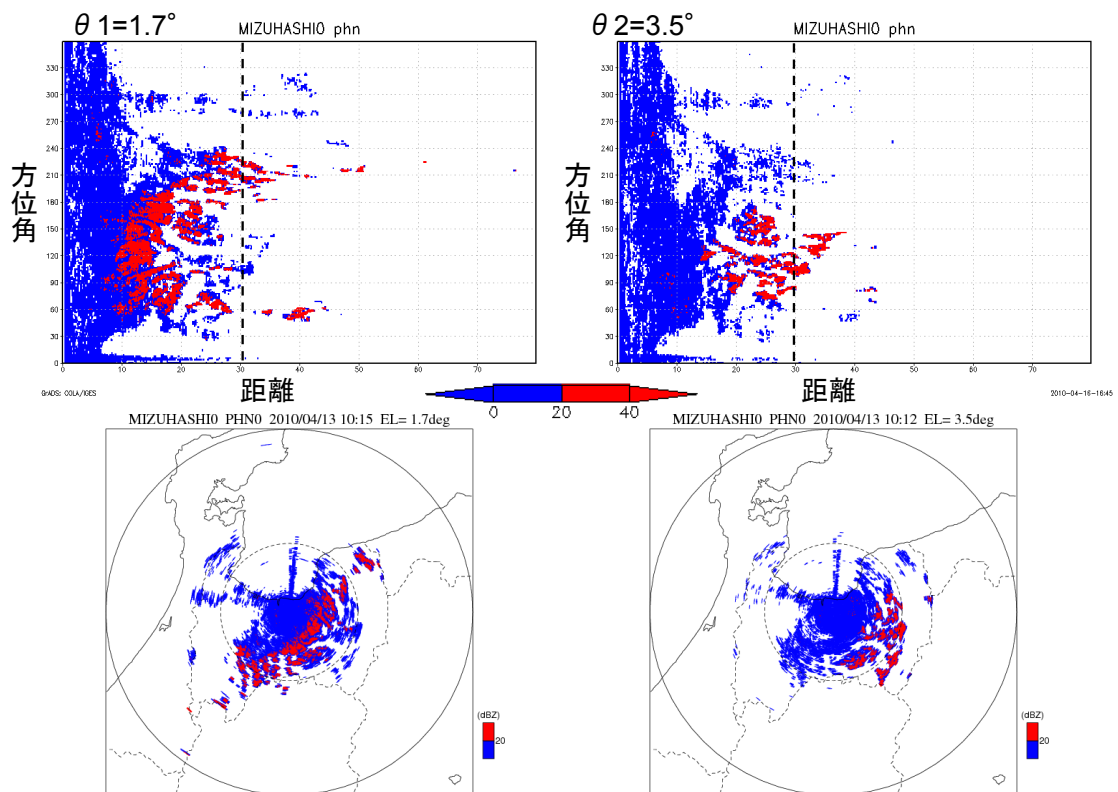 θ1=1.7°
MIZUHASHI0 phn
330
300
270
240
210
180
150
120
90
60
30
0
0 10 20 30 40 50 60 70
方位角
距離
GrADS: COLA/IGES
θ2=3.5°
MIZUHASHI0 phn
330
300
270
240
210
180
150
120
90
60
30
0
0 10 20 30 40 50 60 70
方位角
距離
2010-04-16-16:45
0 20 40
MIZUHASHI0 PHN0 2010/04/13 10:15 EL= 1.7deg
(dBZ)
20
MIZUHASHI0 PHN0 2010/04/13 10:12 EL= 3.5deg
(dBZ)
20